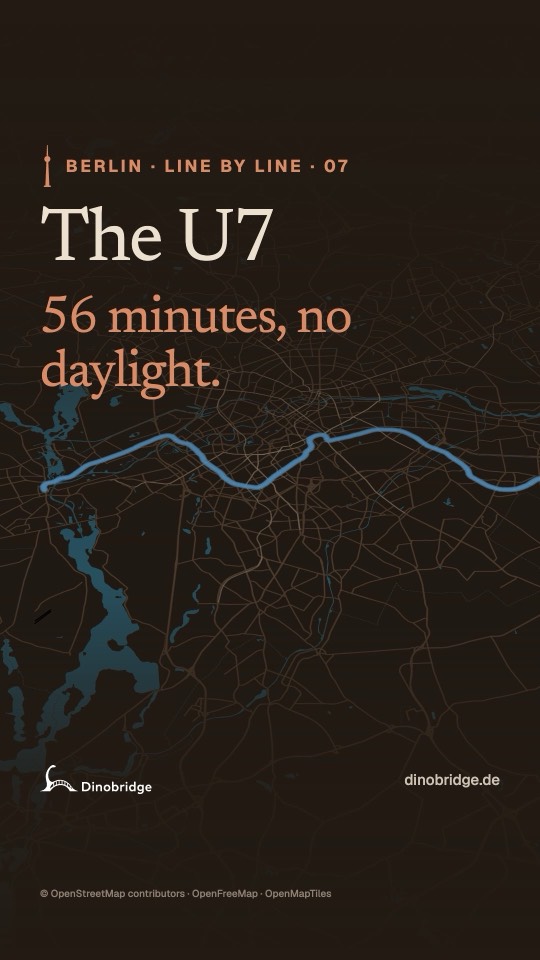 BERLIN · LINE BY LINE · 07
The U7
56 minutes, no
daylight.
Dinobridge
dinobridge.de
© OpenStreetMap contributors · OpenFreeMap · OpenMapTiles